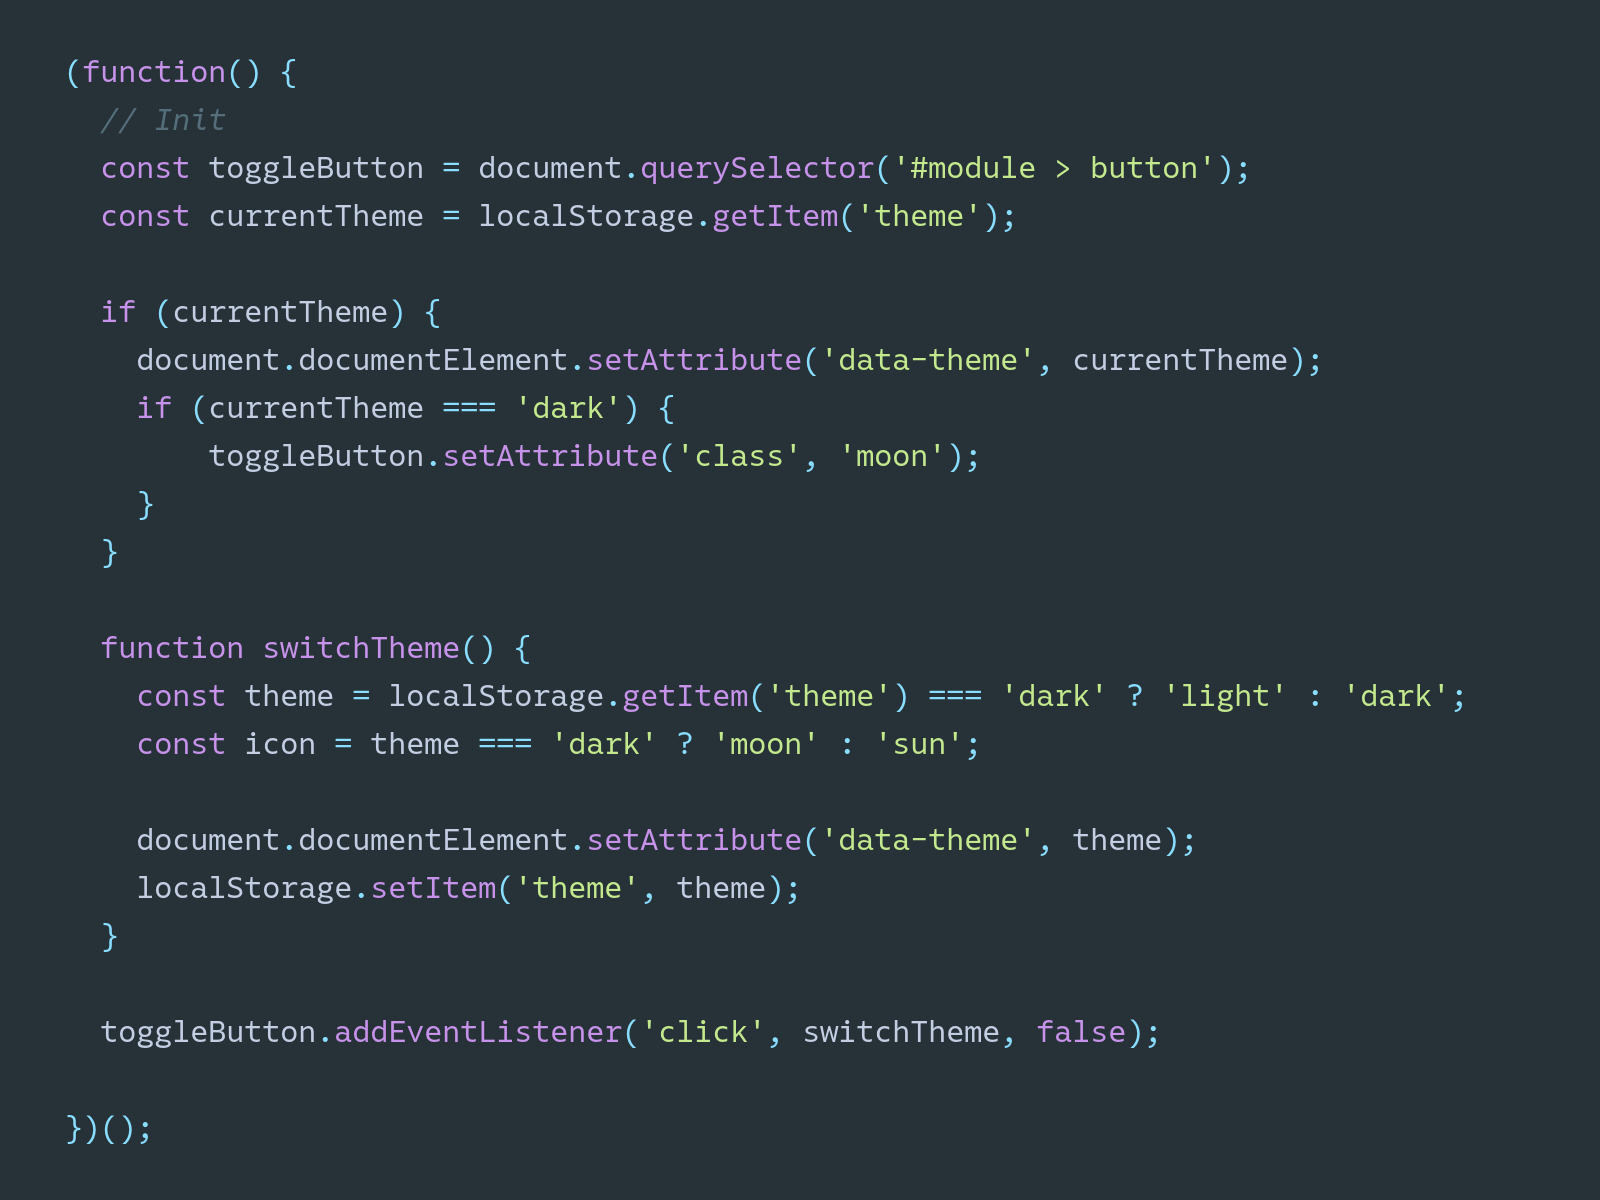 (function() {
  // Init
  const toggleButton = document.querySelector('#module > button');
  const currentTheme = localStorage.getItem('theme');

  if (currentTheme) {
    document.documentElement.setAttribute('data-theme', currentTheme);
    if (currentTheme === 'dark') {
        toggleButton.setAttribute('class', 'moon');
    }
  }

  function switchTheme() {
    const theme = localStorage.getItem('theme') === 'dark' ? 'light' : 'dark';
    const icon = theme === 'dark' ? 'moon' : 'sun';

    document.documentElement.setAttribute('data-theme', theme);
    localStorage.setItem('theme', theme);
  }

  toggleButton.addEventListener('click', switchTheme, false);

})();